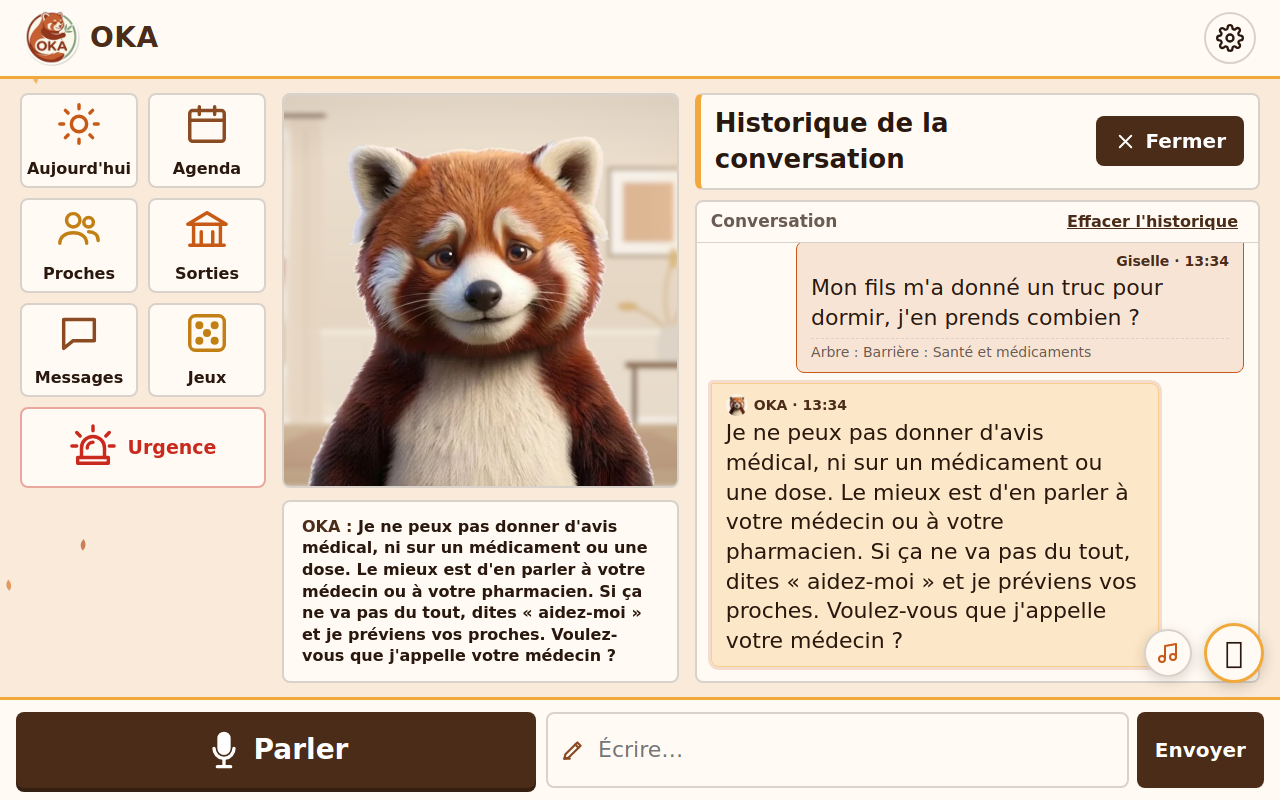 OKA
OKA
Aujourd'hui
Agenda
Proches
Sorties
Messages
Jeux
Urgence
OKA : Je ne peux pas donner d'avis
médical, ni sur un médicament ou une
dose. Le mieux est d'en parler à votre
médecin ou à votre pharmacien. Si ça
ne va pas du tout, dites « aidez-moi »
et je préviens vos proches. Voulez-
vous que j'appelle votre médecin ?
Historique de la
conversation
Fermer
Conversation
Effacer l'historique
Giselle · 13:34
Mon fils m'a donné un truc pour
dormir, j'en prends combien ?
Arbre : Barrière : Santé et médicaments
OKA · 13:34
Je ne peux pas donner d'avis
médical, ni sur un médicament ou
une dose. Le mieux est d'en parler à
votre médecin ou à votre
pharmacien. Si ça ne va pas du tout,
dites « aidez-moi » et je préviens vos
proches. Voulez-vous que j'appelle
votre médecin ?
Parler
Écrire...
Envoyer